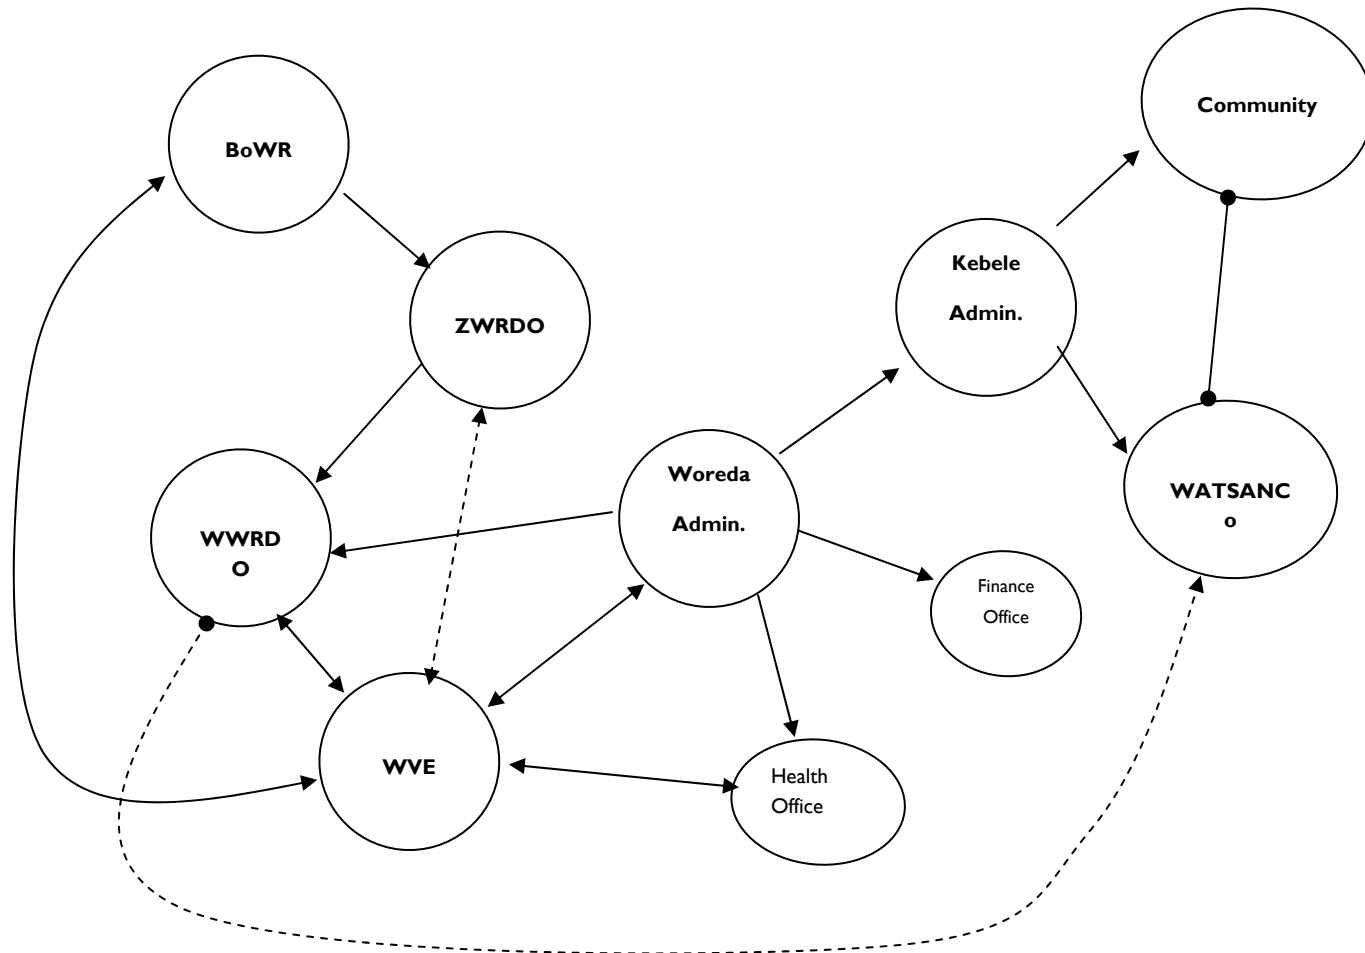 Community
BoWR
Kebele
Admin.
ZWRDO
Woreda
Admin.
WATSANC
o
WWRD
O
Finance
Office
WVE
Health
Office